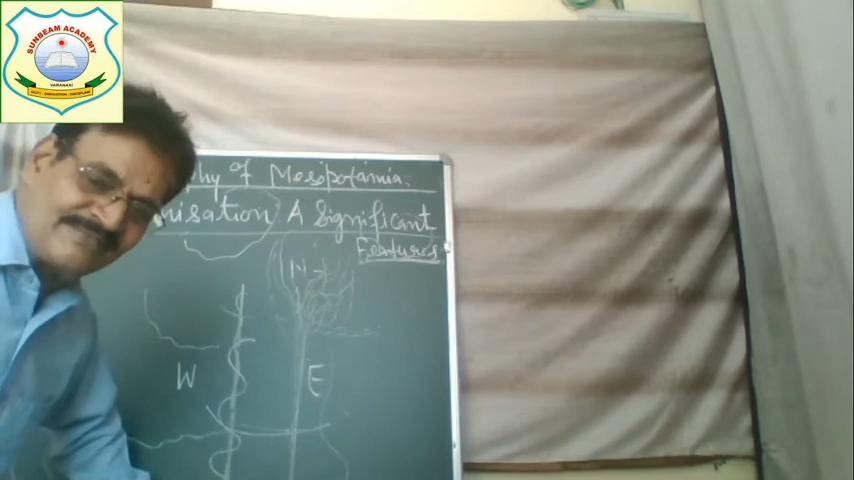 SUNBEAM ACADEMY
VARANASI
phy of Mesopotamia:
nisation A Significant
Features
N
W
E